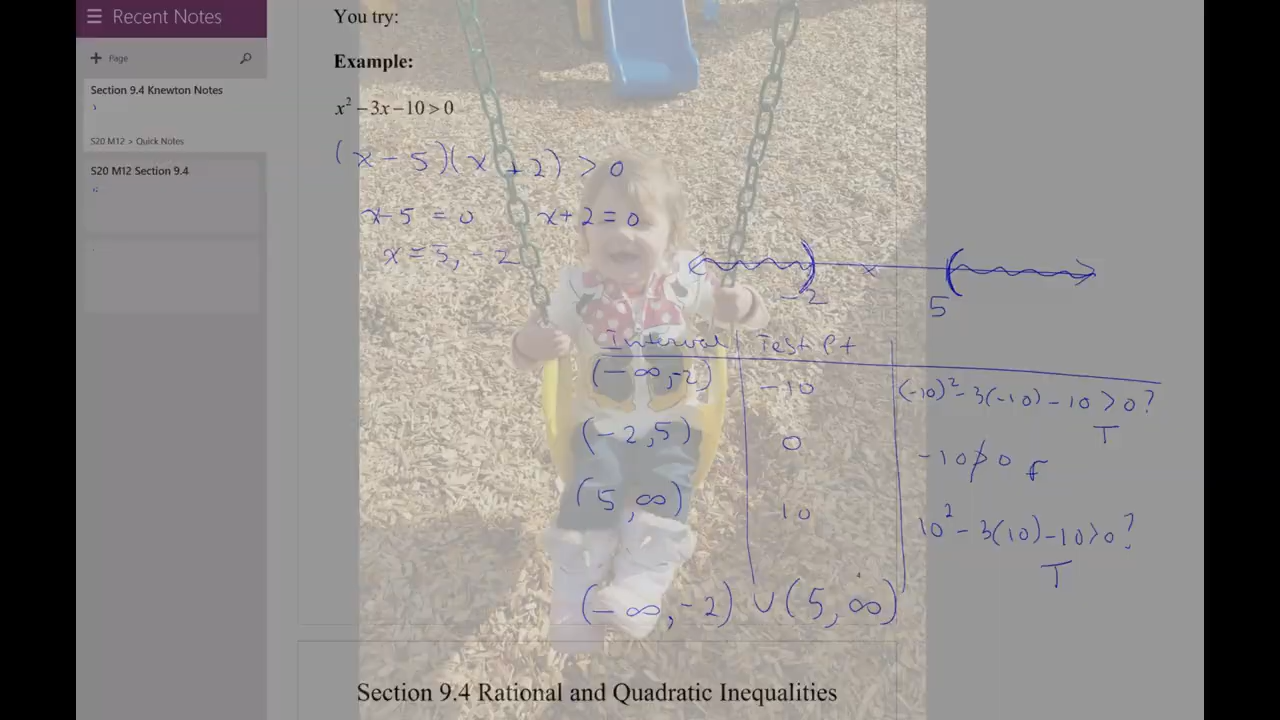 Recent Notes
+ Page
Section 9.4 Knewton Notes
S20 M12 > Quick Notes
S20 M12 Section 9.4
You try:
Example:
x² − 3x − 10 > 0
(x − 5)(x + 2) > 0
x − 5 = 0 x + 2 = 0
x = 5, −2
−2 5
Interval Test Pt
(−∞, −2) −10 (−10)² − 3(−10) − 10 > 0?
T
(−2, 5) 0 −10 ≯ 0 F
(5, ∞) 10 10² − 3(10) − 10 > 0?
T
(−∞, −2) ∪ (5, ∞)
Section 9.4 Rational and Quadratic Inequalities